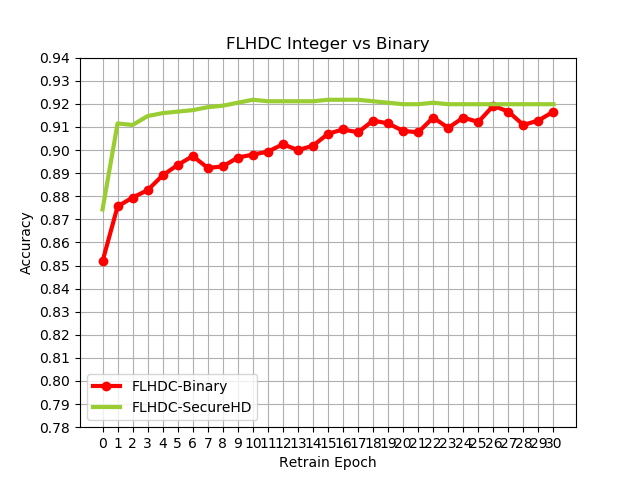 FLHDC Integer vs Binary
Accuracy
0.94
0.93
0.92
0.91
0.90
0.89
0.88
0.87
0.86
0.85
0.84
0.83
0.82
0.81
0.80
0.79
0.78
FLHDC-Binary
FLHDC-SecureHD
0 1 2 3 4 5 6 7 8 9 10 11 12 13 14 15 16 17 18 19 20 21 22 23 24 25 26 27 28 29 30
Retrain Epoch